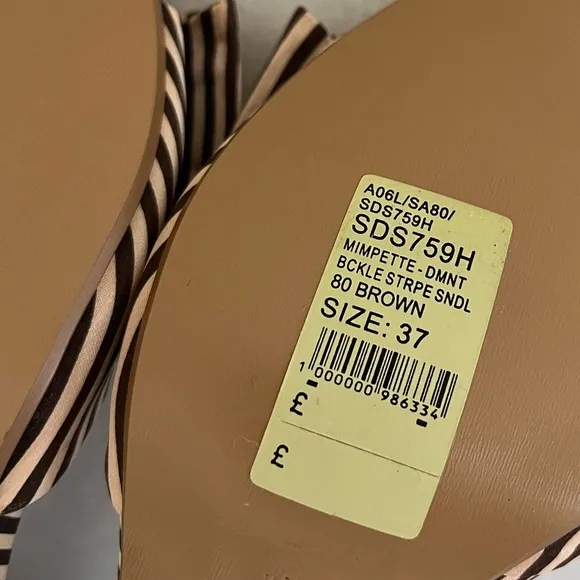 A06L/SA80/
SDS759H
SDS759H
MIMPETTE - DMNT
BCKLE STRPE SNDL
80 BROWN
SIZE: 37
1 000000 986334
£
£